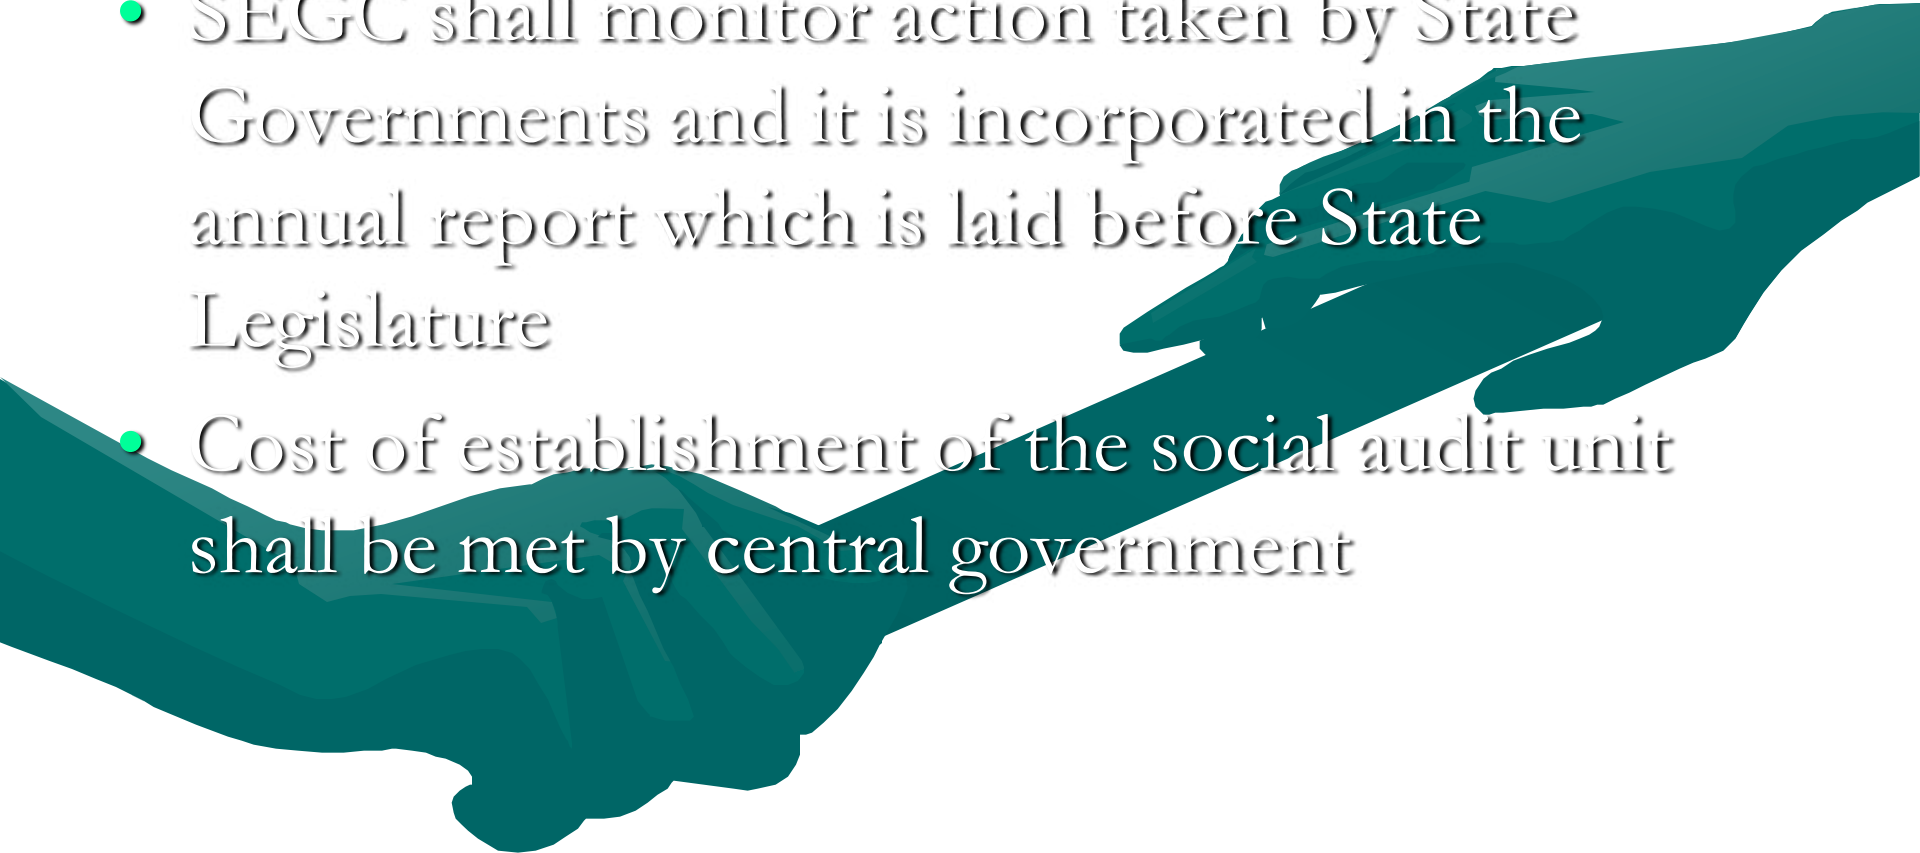 • SEGC shall monitor action taken by State
Governments and it is incorporated in the
annual report which is laid before State
Legislature
• Cost of establishment of the social audit unit
shall be met by central government